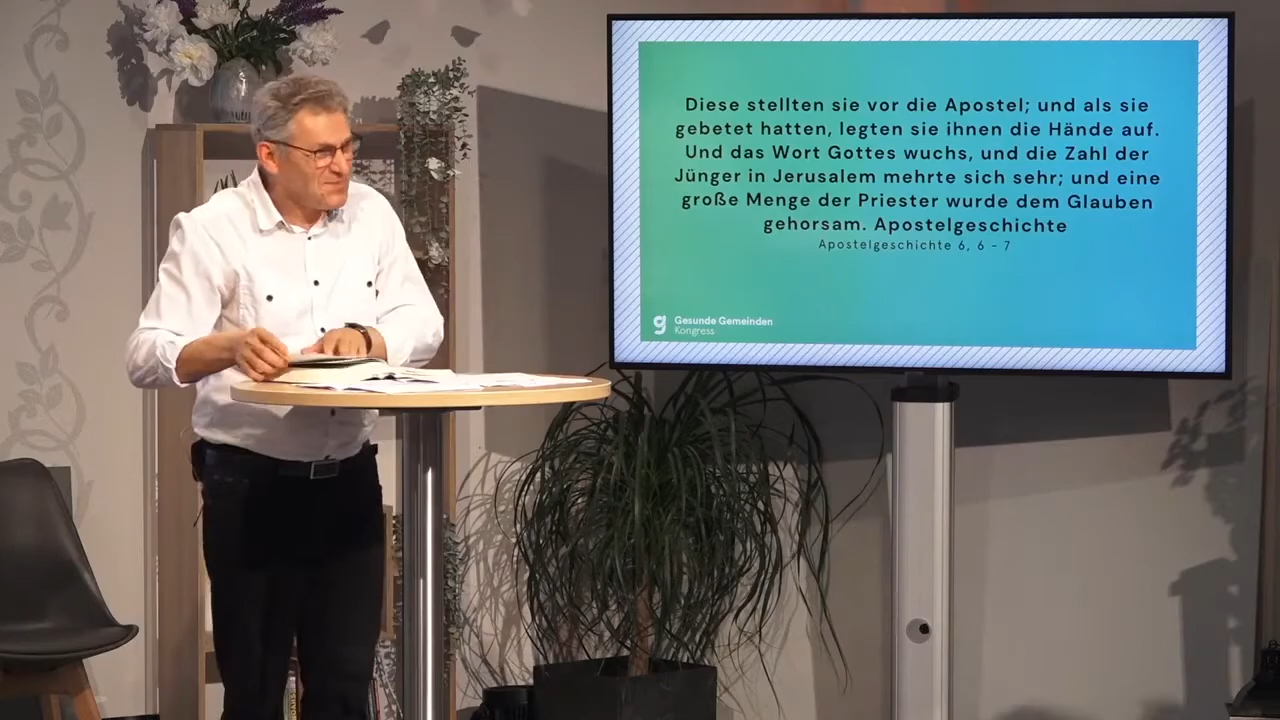 Diese stellten sie vor die Apostel; und als sie
gebetet hatten, legten sie ihnen die Hände auf.
Und das Wort Gottes wuchs, und die Zahl der
Jünger in Jerusalem mehrte sich sehr; und eine
große Menge der Priester wurde dem Glauben
gehorsam. Apostelgeschichte
Apostelgeschichte 6, 6 - 7
Gesunde Gemeinden
Kongress